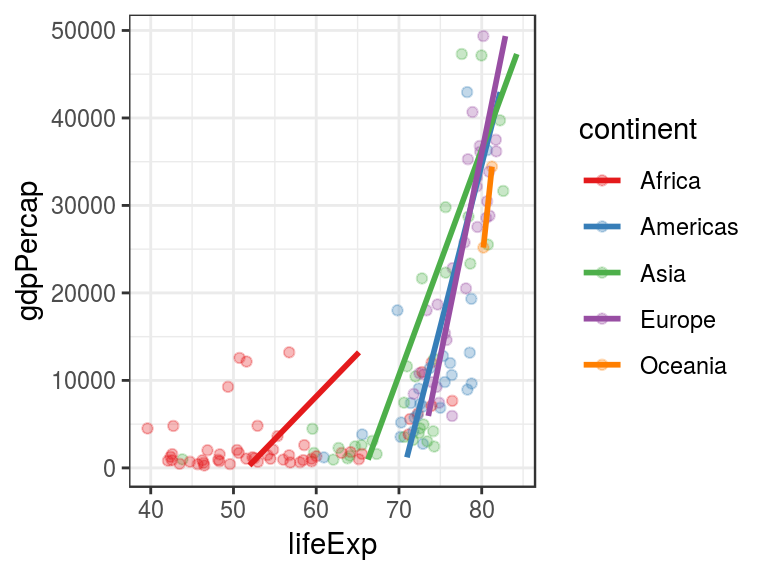 50000
40000
30000
20000
10000
0
gdpPercap
40 50 60 70 80
lifeExp
continent
Africa
Americas
Asia
Europe
Oceania